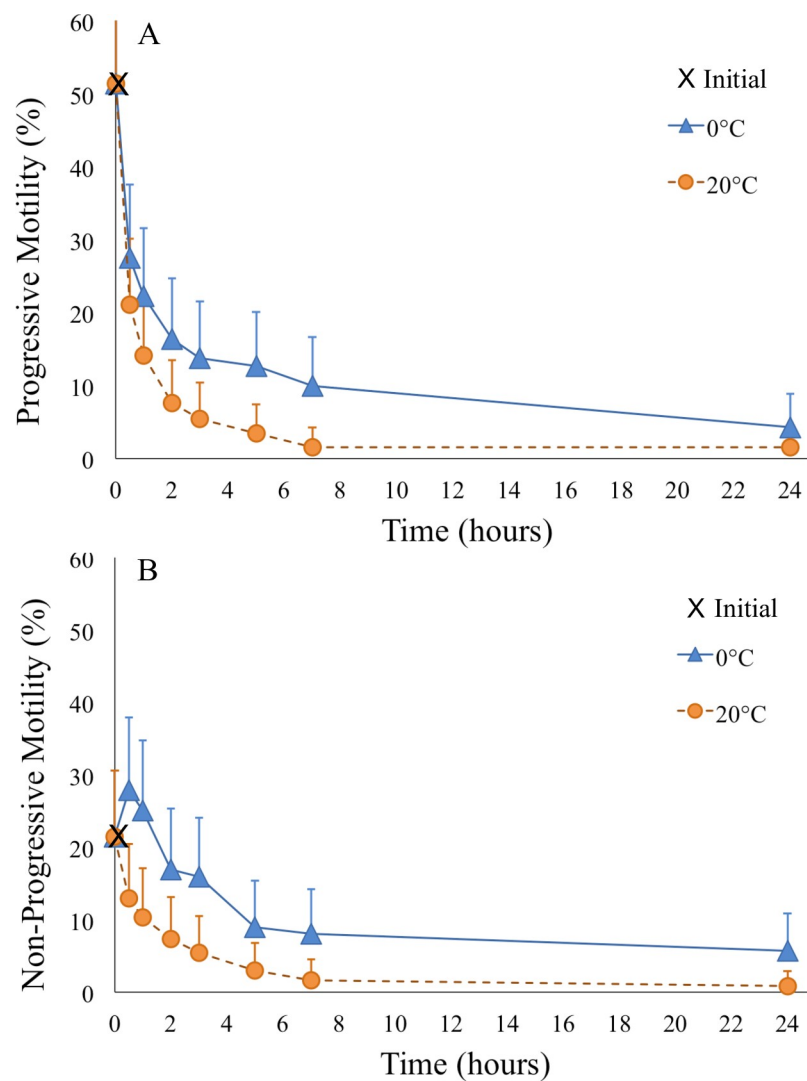 60
A
50
40
30
20
10
0
Progressive Motility (%)
X Initial
0°C
20°C
0 2 4 6 8 10 12 14 16 18 20 22 24
Time (hours)
60
B
50
40
30
20
10
0
Non-Progressive Motility (%)
X Initial
0°C
20°C
0 2 4 6 8 10 12 14 16 18 20 22 24
Time (hours)